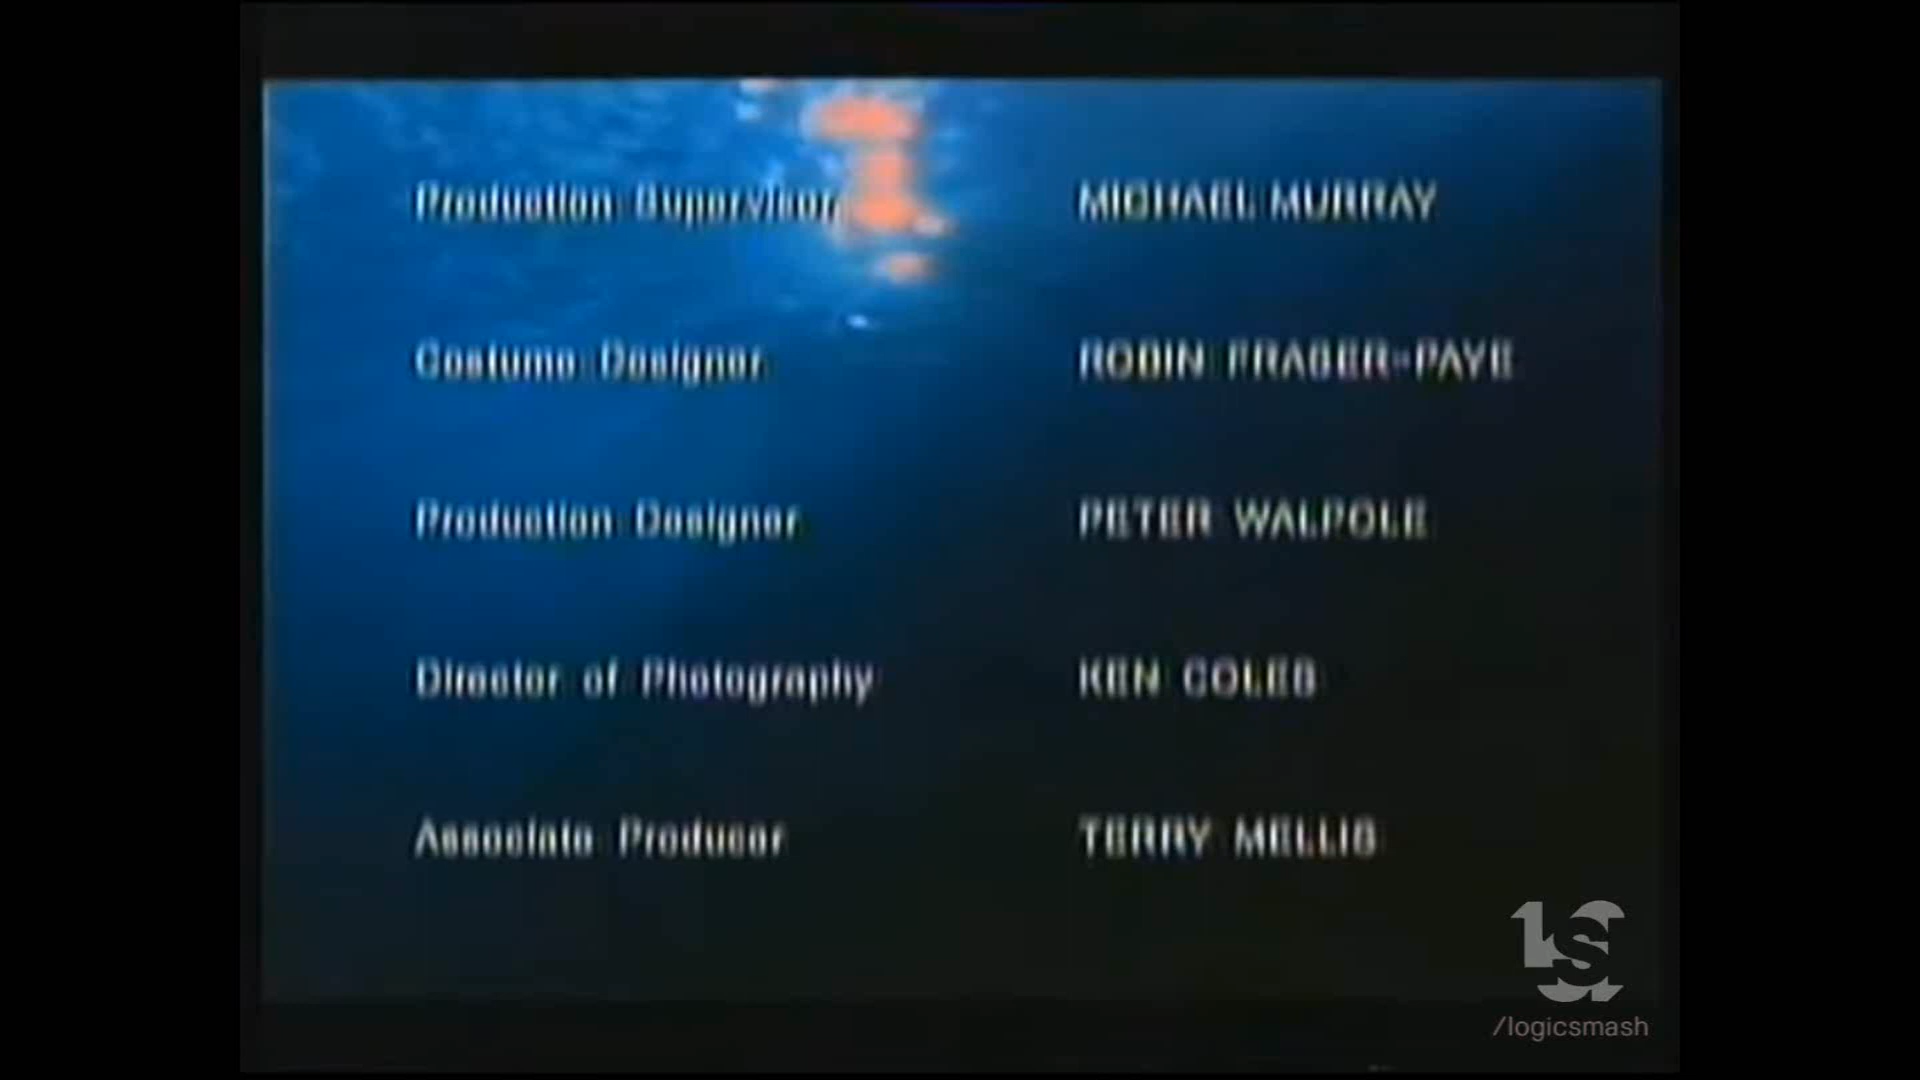 Production Supervisor MICHAEL MURRAY
Costume Designer ROBIN FRASER-PAYE
Production Designer PETER WALPOLE
Director of Photography KEN COLES
Associate Producer TERRY MELLIS
1S
/logicsmash